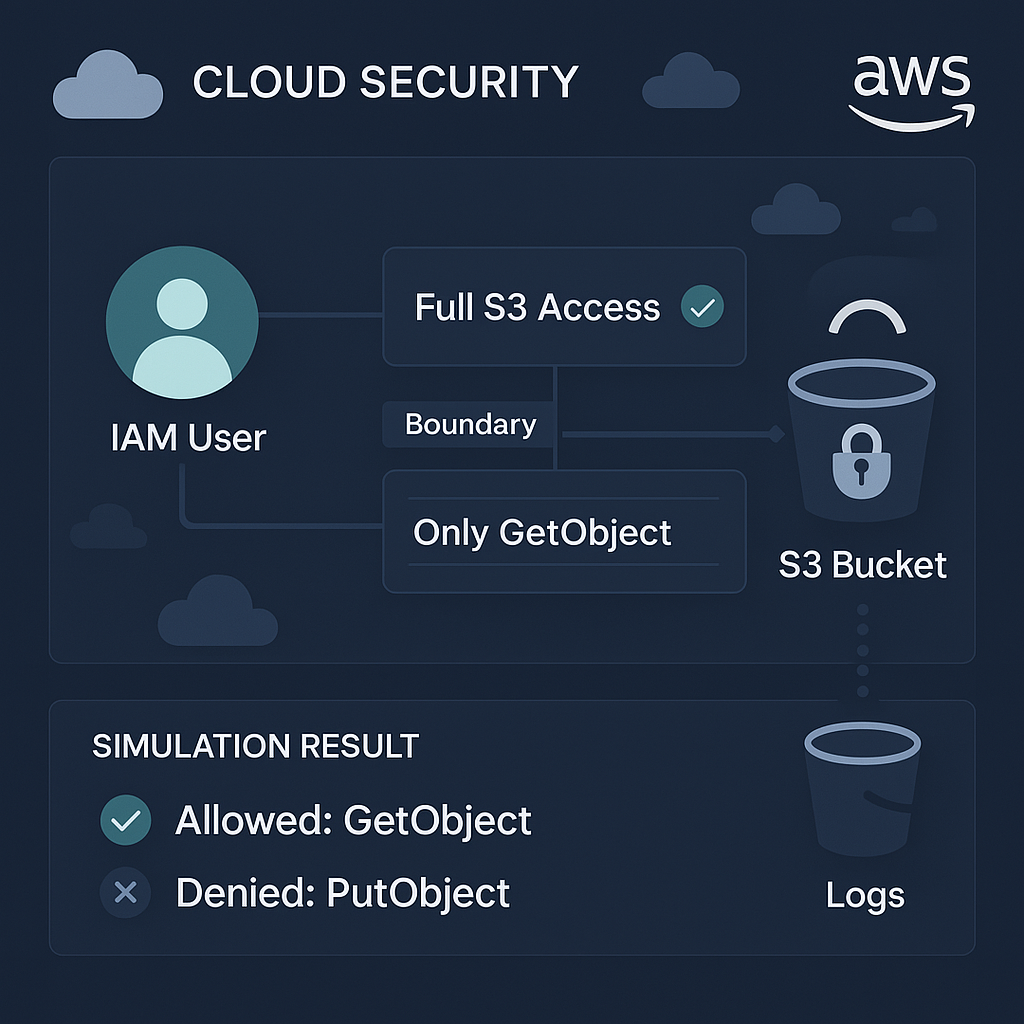 CLOUD SECURITY
aws
Full S3 Access
IAM User
Boundary
Only GetObject
S3 Bucket
SIMULATION RESULT
Allowed: GetObject
Denied: PutObject
Logs